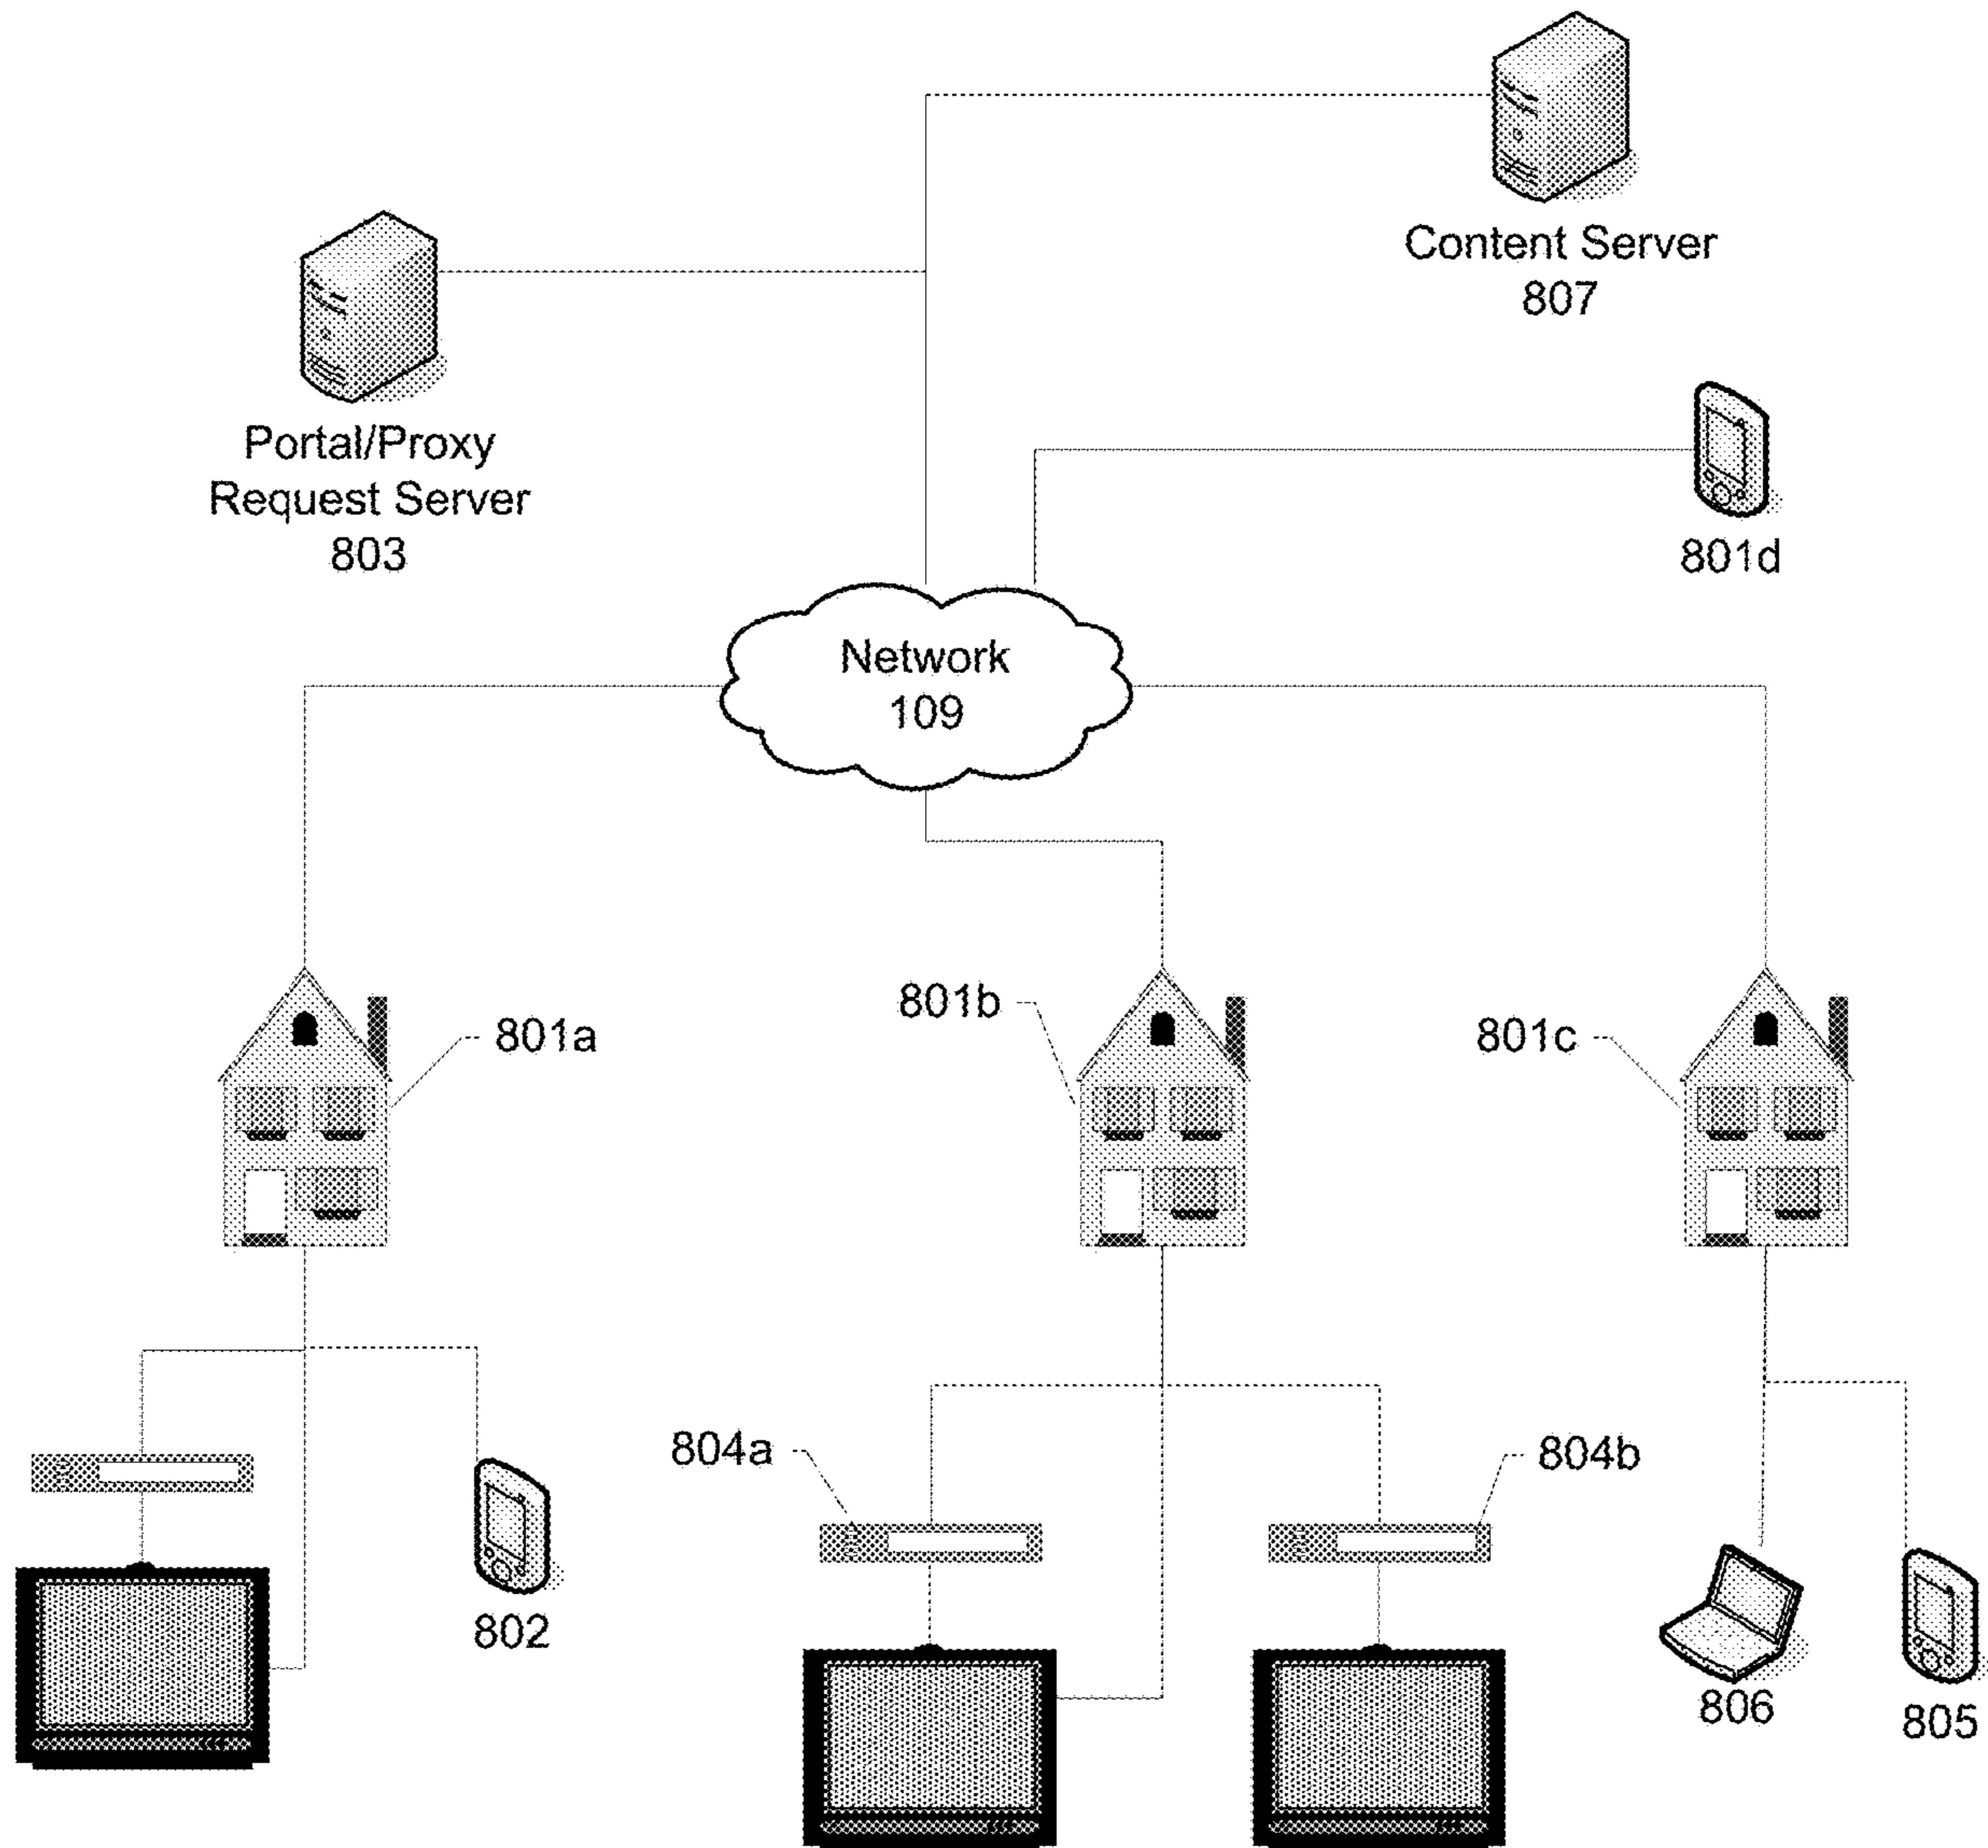 Content Server
807
Portal/Proxy
Request Server
803
801d
Network
109
801a
801b
801c
804a
804b
802
806
805